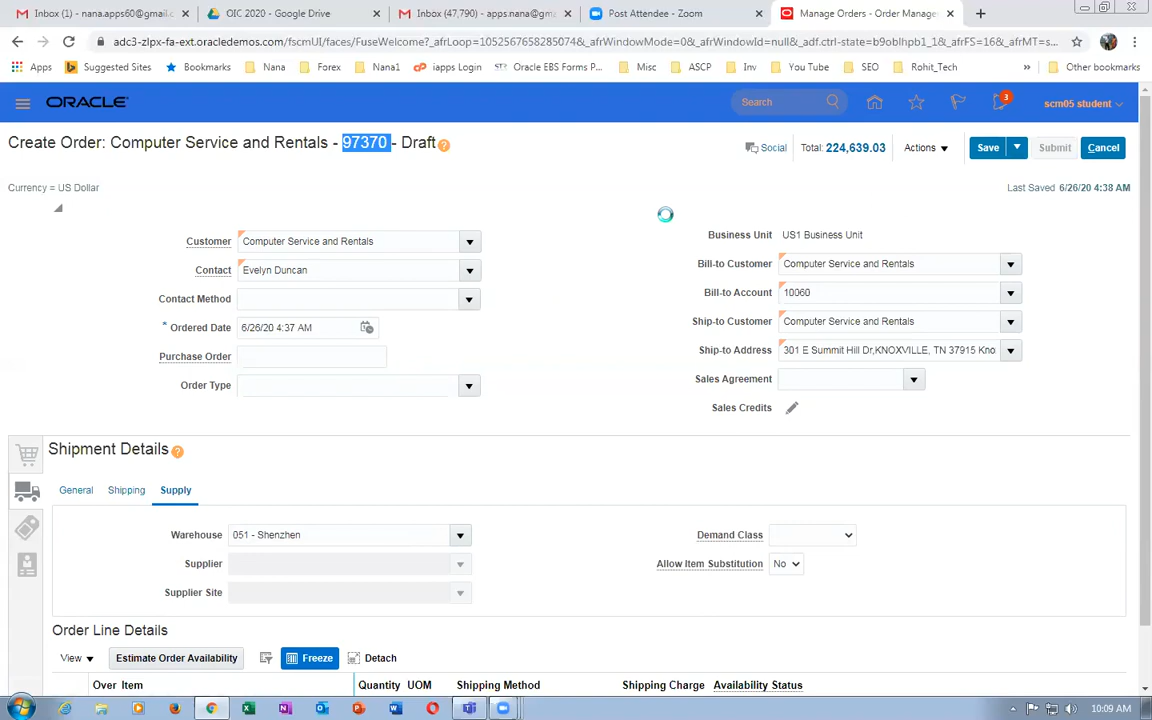 Inbox (1) - nana.apps60@gmail.c
OIC 2020 - Google Drive
Inbox (47,790) - apps.nana@gm
Post Attendee - Zoom
Manage Orders - Order Manage
adc3-zlpx-fa-ext.oracledemos.com/fscmUI/faces/FuseWelcome?_afrLoop=1052567658285074&_afrWindowMode=0&_afrWindowId=null&_adf.ctrl-state=b9oblhpb1_1&_afrFS=16&_afrMT=s...
Apps
Suggested Sites
Bookmarks
Nana
Forex
Nana1
iapps Login
Oracle EBS Forms P...
Misc
ASCP
Inv
You Tube
SEO
Rohit_Tech
»
Other bookmarks
ORACLE
Search
3
scm05 student
Create Order: Computer Service and Rentals - 97370 - Draft
Social
Total: 224,639.03
Actions
Save
Submit
Cancel
Currency = US Dollar
Last Saved 6/26/20 4:38 AM
Customer Computer Service and Rentals
Contact Evelyn Duncan
Contact Method
* Ordered Date 6/26/20 4:37 AM
Purchase Order
Order Type
Business Unit US1 Business Unit
Bill-to Customer Computer Service and Rentals
Bill-to Account 10060
Ship-to Customer Computer Service and Rentals
Ship-to Address 301 E Summit Hill Dr,KNOXVILLE, TN 37915 Kno
Sales Agreement
Sales Credits
Shipment Details
General Shipping Supply
Warehouse 051 - Shenzhen
Supplier
Supplier Site
Demand Class
Allow Item Substitution No
Order Line Details
View
Estimate Order Availability
Freeze
Detach
Over Item Quantity UOM Shipping Method Shipping Charge Availability Status
10:09 AM